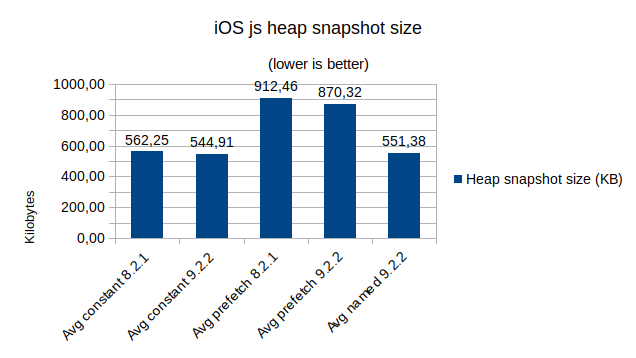 iOS js heap snapshot size
(lower is better)
Kilobytes
1000,00
800,00
600,00
400,00
200,00
0,00
562,25
544,91
912,46
870,32
551,38
Avg constant 8.2.1
Avg constant 9.2.2
Avg prefetch 8.2.1
Avg prefetch 9.2.2
Avg named 9.2.2
Heap snapshot size (KB)